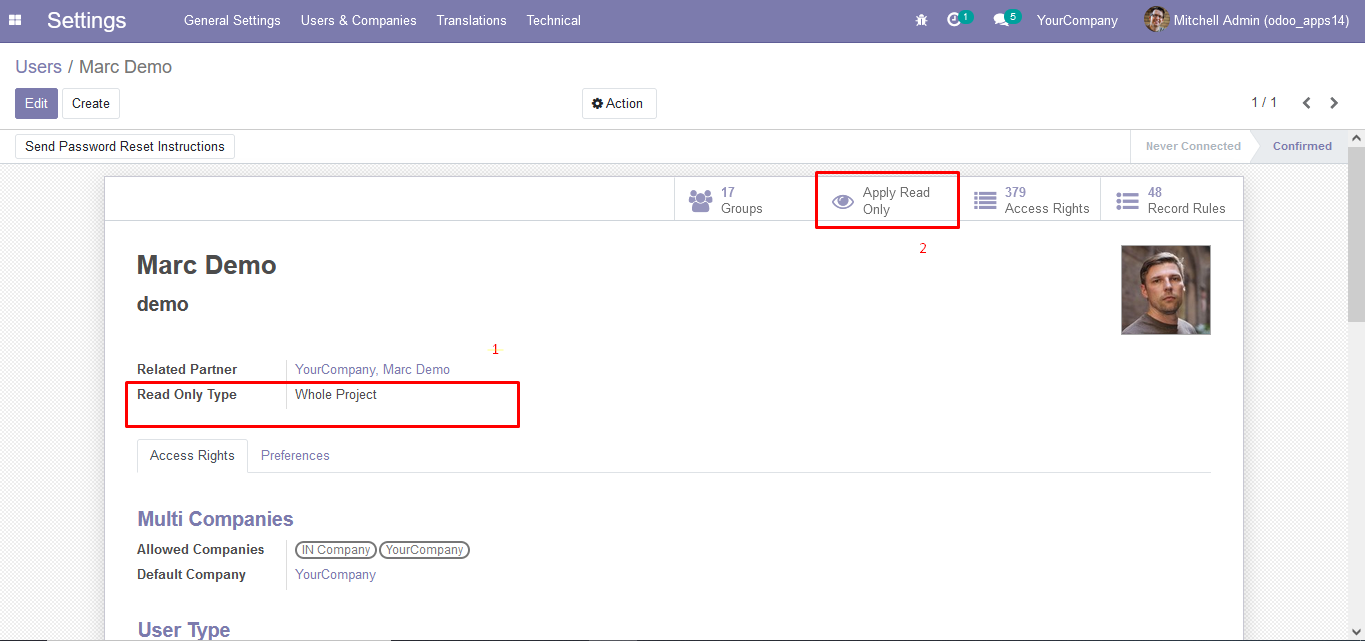 Settings General Settings Users & Companies Translations Technical 1 5 YourCompany Mitchell Admin (odoo_apps14)
Users / Marc Demo
Edit Create Action 1 / 1
Send Password Reset Instructions Never Connected Confirmed
17 Groups
Apply Read Only
379 Access Rights
48 Record Rules
2
Marc Demo
demo
1
Related Partner YourCompany, Marc Demo
Read Only Type Whole Project
Access Rights Preferences
Multi Companies
Allowed Companies IN Company YourCompany
Default Company YourCompany
User Type